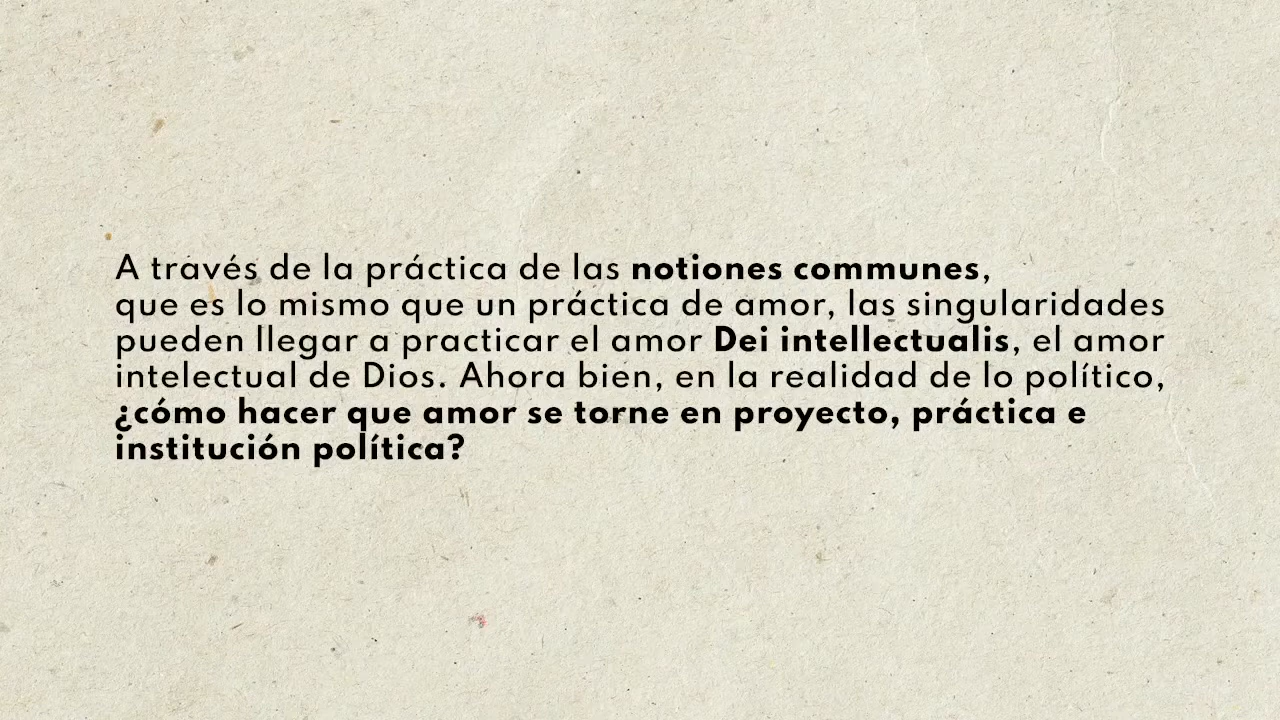 A través de la práctica de las notiones communes,
que es lo mismo que un práctica de amor, las singularidades
pueden llegar a practicar el amor Dei intellectualis, el amor
intelectual de Dios. Ahora bien, en la realidad de lo político,
¿cómo hacer que amor se torne en proyecto, práctica e
institución política?